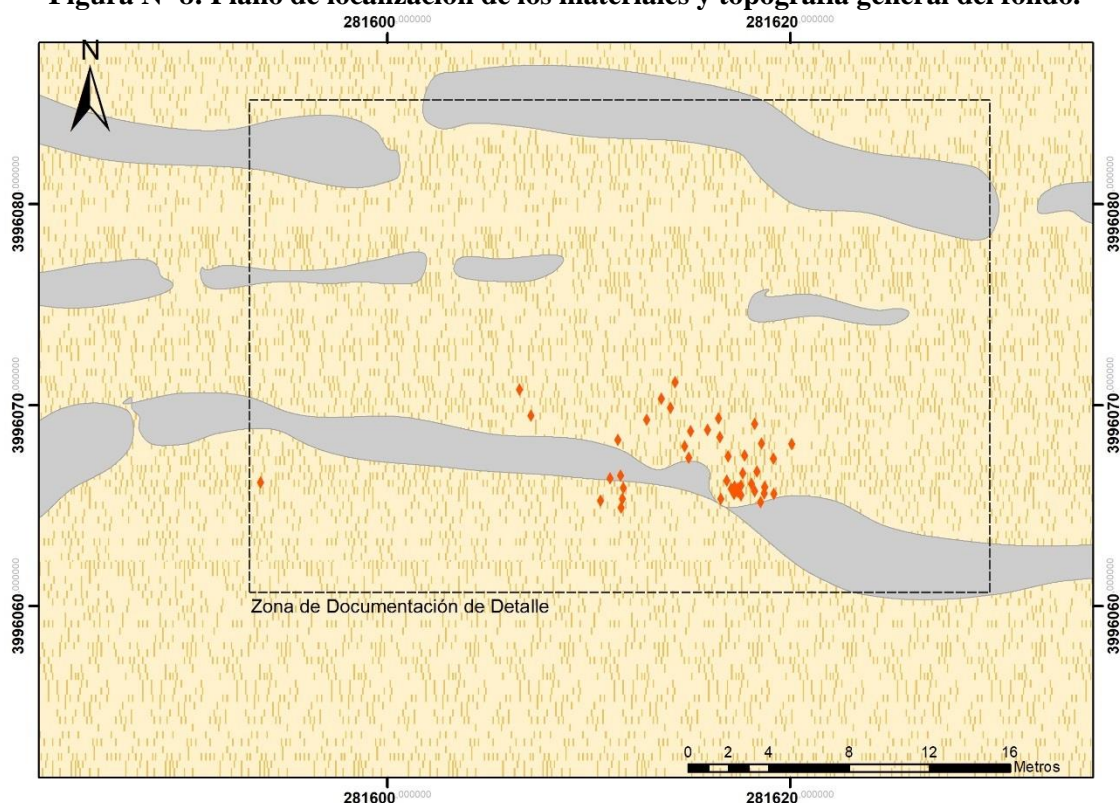 Figura Nº 8. Plano de localización de los materiales y topografía general del fondo.
281600,000000
281620,000000
N
3996080,000000
3996080,000000
3996070,000000
3996070,000000
3996060,000000
3996060,000000
Zona de Documentación de Detalle
0 2 4 8 12 16
Metros
281600,000000
281620,000000